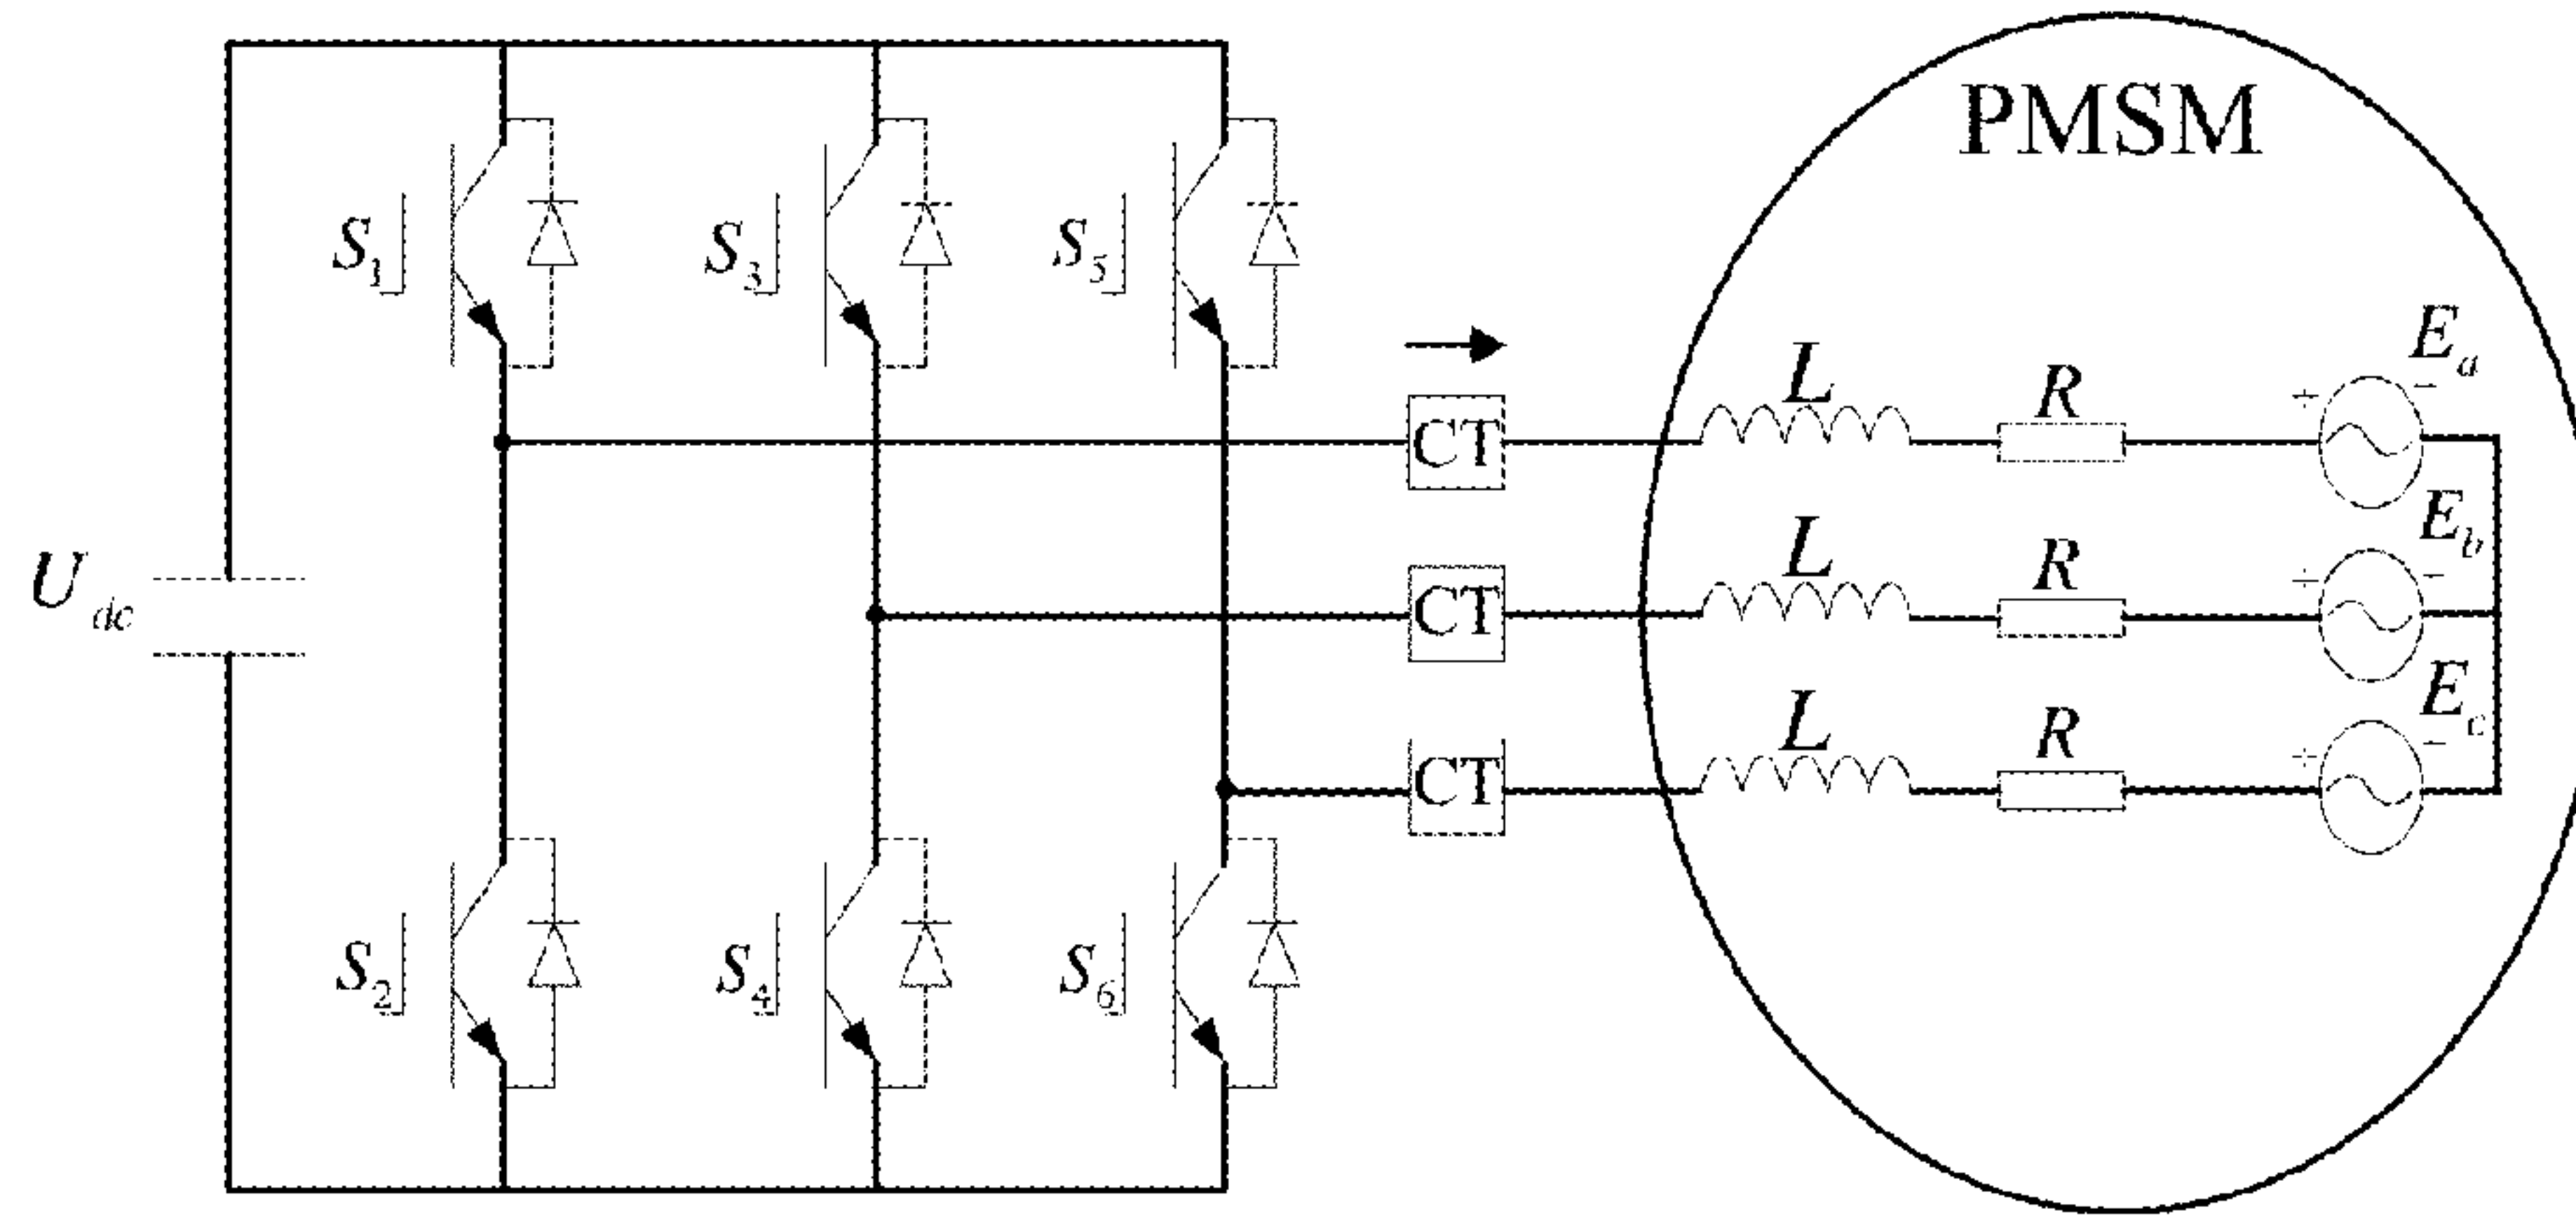 PMSM
S1 S3 S5
Ea
L R + -
CT
Eb
L R + -
Udc
CT
Ec
L R + -
CT
S2 S4 S6